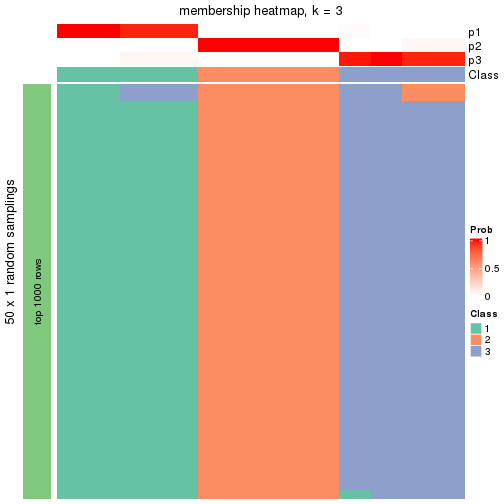 membership heatmap, k = 3
p1
p2
p3
Class
50 x 1 random samplings
top 1000 rows
Prob
1
0.5
0
Class
1
2
3